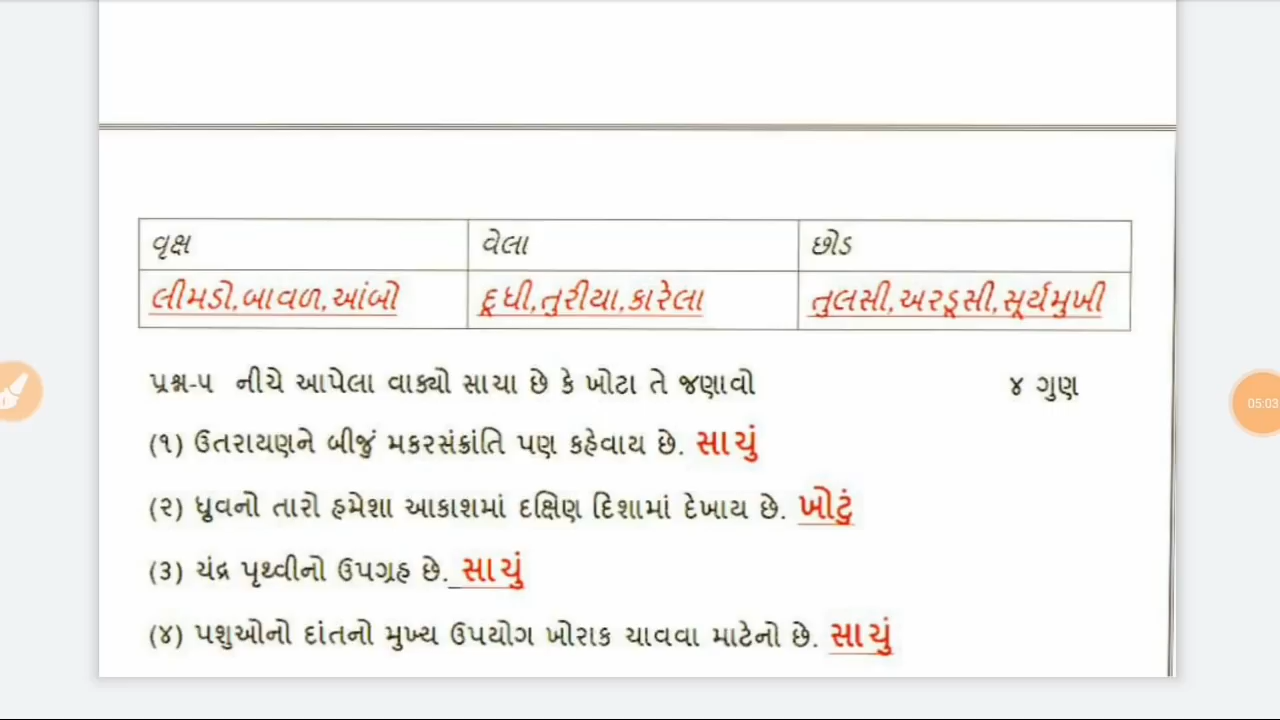 વૃક્ષ વેલા છોડ
લીમડો,બાવળ,આંબો દૂધી,તુરીયા,કારેલા તુલસી,અરડૂસી,સૂર્યમુખી
પ્રશ્ન-૫ નીચે આપેલા વાક્યો સાચા છે કે ખોટા તે જણાવો ૪ ગુણ
(૧) ઉતરાયણને બીજું મકરસંક્રાંતિ પણ કહેવાય છે. સાચું
(૨) ધ્રુવનો તારો હમેશા આકાશમાં દક્ષિણ દિશામાં દેખાય છે. ખોટું
05:03
(૩) ચંદ્ર પૃથ્વીનો ઉપગ્રહ છે. સાચું
(૪) પશુઓનો દાંતનો મુખ્ય ઉપયોગ ખોરાક ચાવવા માટેનો છે. સાચું